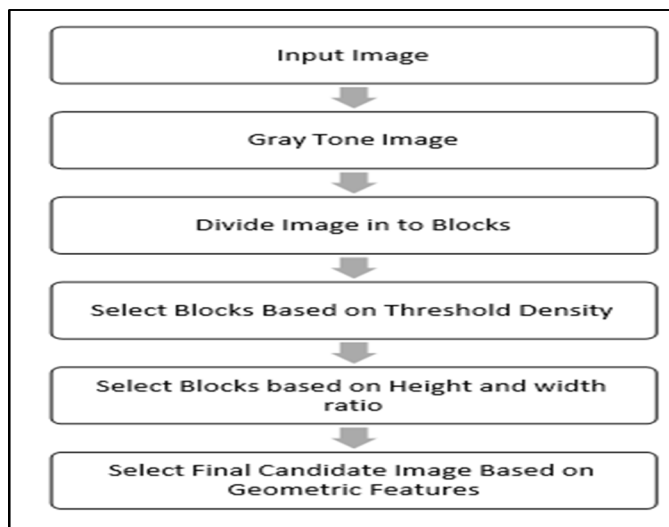 Input Image
Gray Tone Image
Divide Image in to Blocks
Select Blocks Based on Threshold Density
Select Blocks based on Height and width
ratio
Select Final Candidate Image Based on
Geometric Features